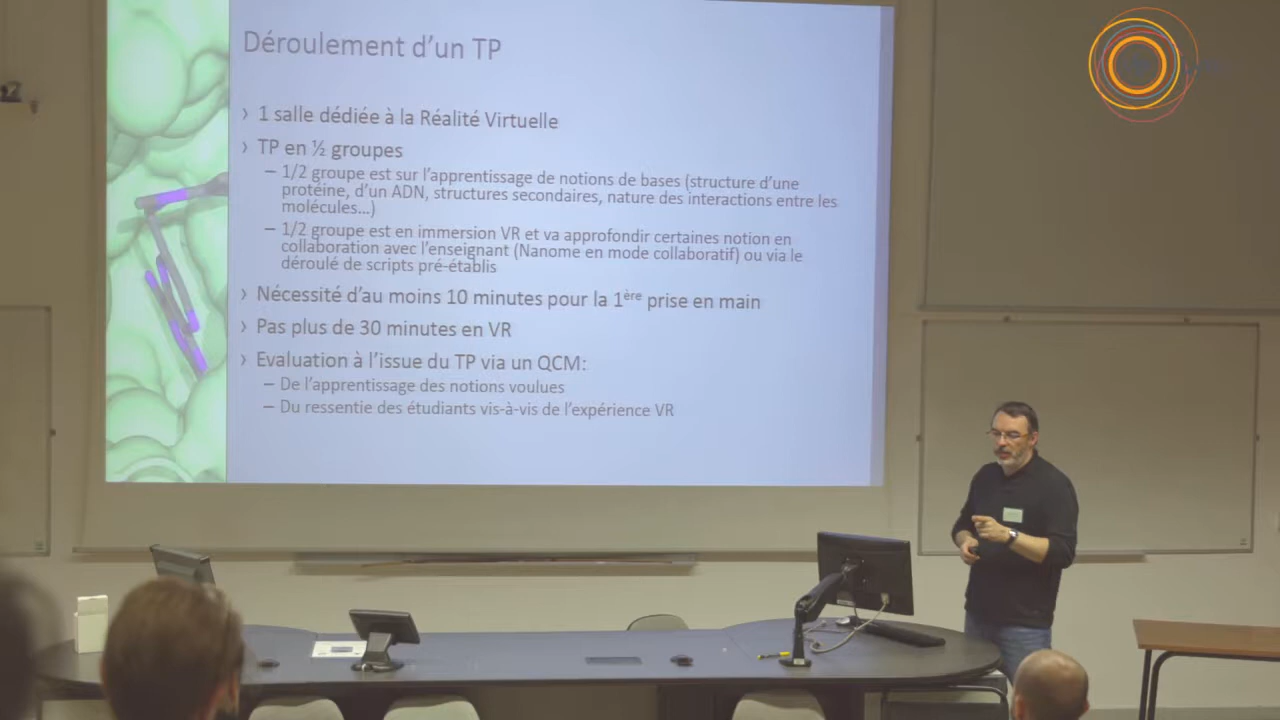 Déroulement d'un TP
› 1 salle dédiée à la Réalité Virtuelle
› TP en ½ groupes
– 1/2 groupe est sur l'apprentissage de notions de bases (structure d'une
protéine, d'un ADN, structures secondaires, nature des interactions entre les
molécules...)
– 1/2 groupe est en immersion VR et va approfondir certaines notion en
collaboration avec l'enseignant (Nanome en mode collaboratif) ou via le
déroulé de scripts pré-établis
› Nécessité d'au moins 10 minutes pour la 1ère prise en main
› Pas plus de 30 minutes en VR
› Evaluation à l'issue du TP via un QCM:
– De l'apprentissage des notions voulues
– Du ressentie des étudiants vis-à-vis de l'expérience VR